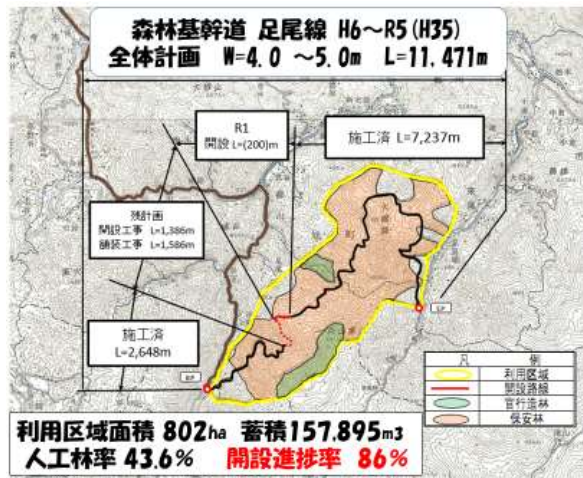 森林基幹道 足尾線 H6～R5(H35)
全体計画 W=4.0 ～5.0m L=11,471m
R1
開設 L=(200)m
施工済 L=7,237m
残計画
開設工事 L=1,386m
舗装工事 L=1,586m
施工済
L=2,648m
凡 例
利用区域
開設路線
官行造林
保安林
利用区域面積 802ha 蓄積157,895m3
人工林率 43.6% 開設進捗率 86%